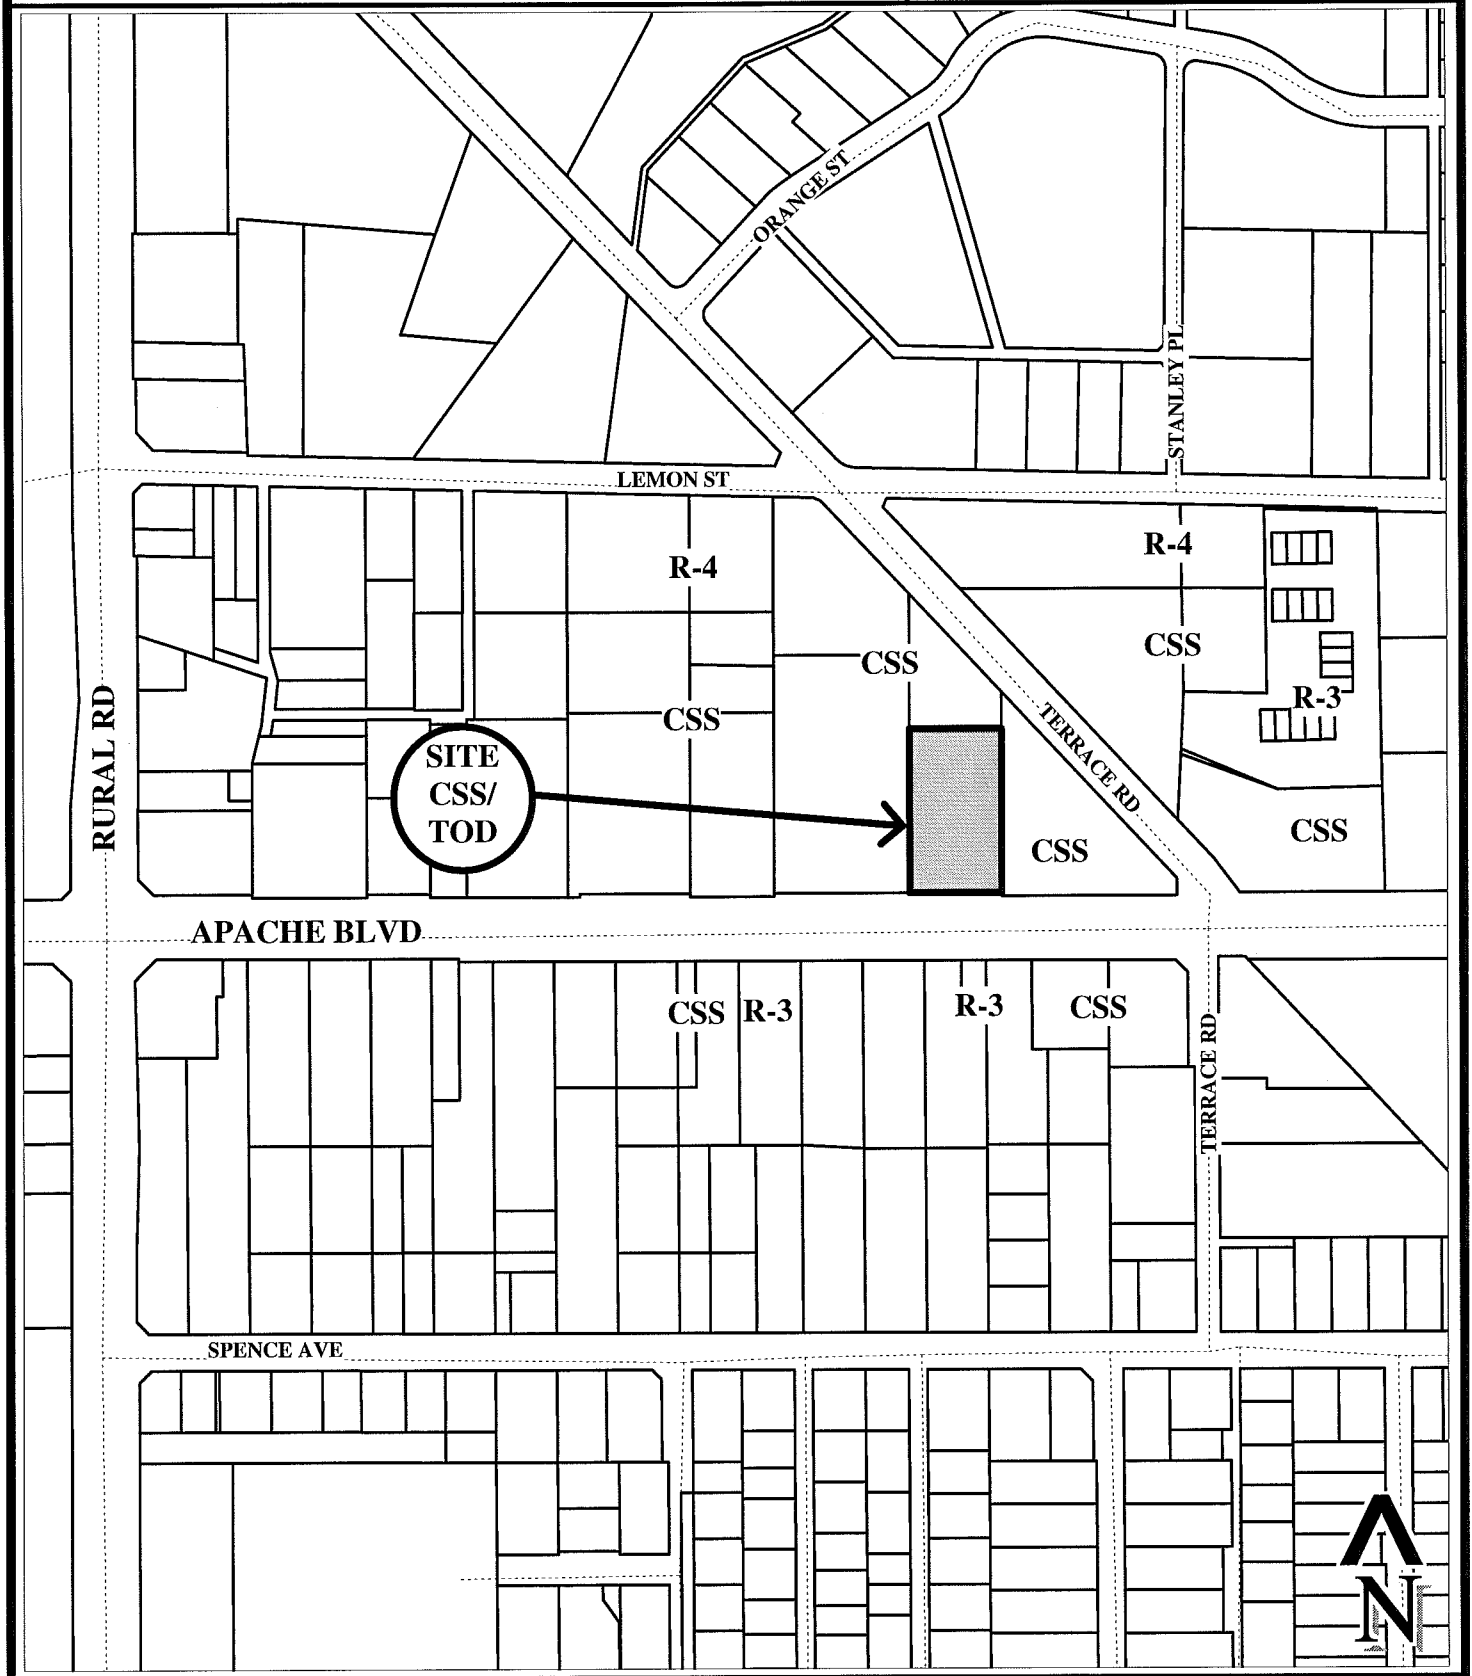 ORANGE ST
STANLEY PL
LEMON ST
R-4
R-4
CSS
CSS
R-3
CSS
RURAL RD
TERRACE RD
SITE
CSS/
TOD
CSS
CSS
APACHE BLVD
CSS
R-3
R-3
CSS
TERRACE RD
SPENCE AVE
N